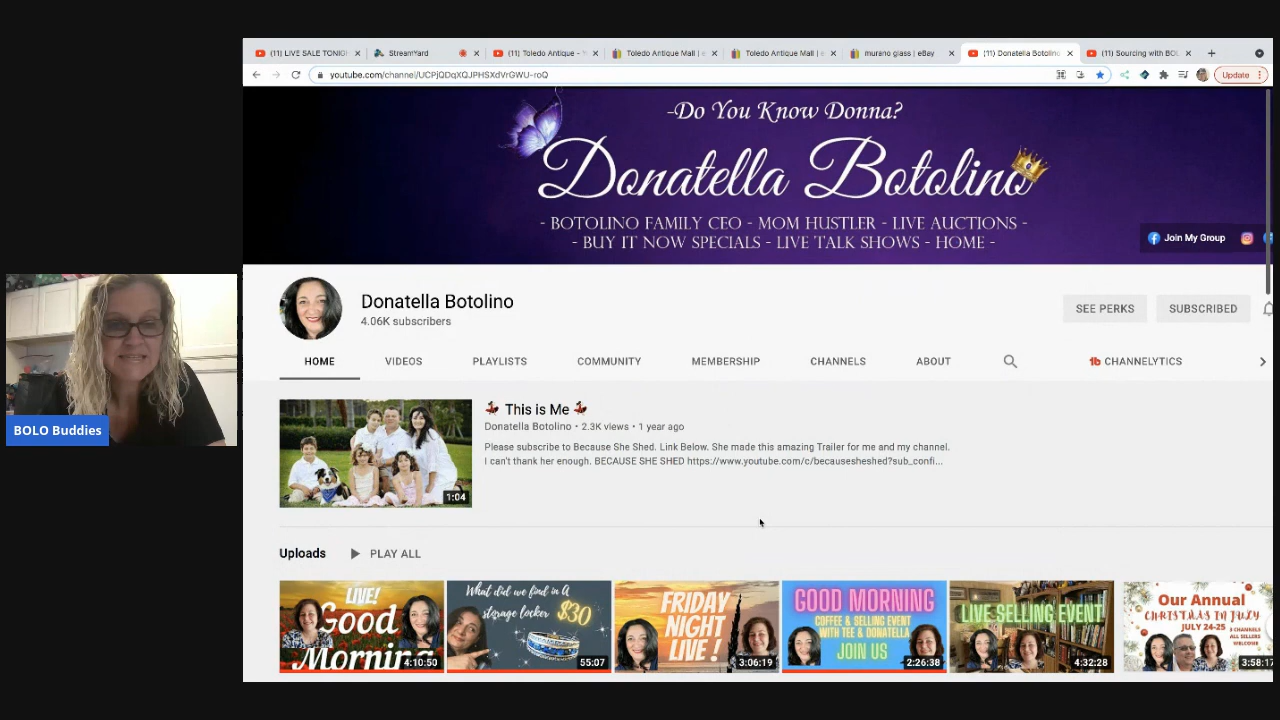 (11) LIVE SALE TONIG
StreamYard
(11) Toledo Antique - 
Toledo Antique Mall | e
Toledo Antique Mall | e
murano glass | eBay
(11) Donatella Botolino
(11) Sourcing with BOL
youtube.com/channel/UCPjQDqXQJPHSXdVrGWU-roQ
Update
-Do You Know Donna?
Donatella Botolino
- BOTOLINO FAMILY CEO - MOM HUSTLER - LIVE AUCTIONS -
- BUY IT NOW SPECIALS - LIVE TALK SHOWS - HOME -
Join My Group
Donatella Botolino
4.06K subscribers
SEE PERKS
SUBSCRIBED
HOME
VIDEOS
PLAYLISTS
COMMUNITY
MEMBERSHIP
CHANNELS
ABOUT
CHANNELYTICS
This is Me
Donatella Botolino • 2.3K views • 1 year ago
Please subscribe to Because She Shed. Link Below. She made this amazing Trailer for me and my channel.
I can't thank her enough. BECAUSE SHE SHED https://www.youtube.com/c/becausesheshed?sub_confi...
1:04
BOLO Buddies
Uploads
PLAY ALL
LIVE!
Good
Morning
4:10:50
What did we find in A
storage locker
$30
55:07
FRIDAY
NIGHT
LIVE !
3:06:19
GOOD MORNING
COFFEE & SELLING EVENT
WITH TEE & DONATELLA
JOIN US
2:26:38
LIVE SELLING EVENT
4:32:28
Our Annual
CHRISTMAS IN JULY
JULY 24-25
3 CHANNELS
ALL SELLERS
WELCOME
3:58:17